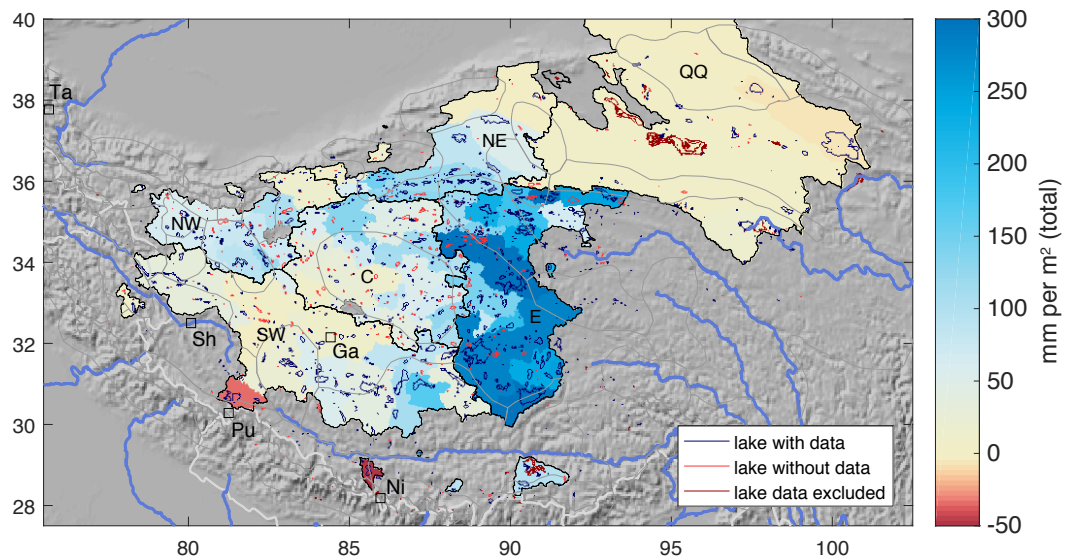 40
38
36
34
32
30
28
80
85
90
95
100
Ta
QQ
NE
NW
C
E
SW
Sh
Ga
Pu
Ni
lake with data
lake without data
lake data excluded
300
250
200
150
100
50
0
-50
mm per m² (total)